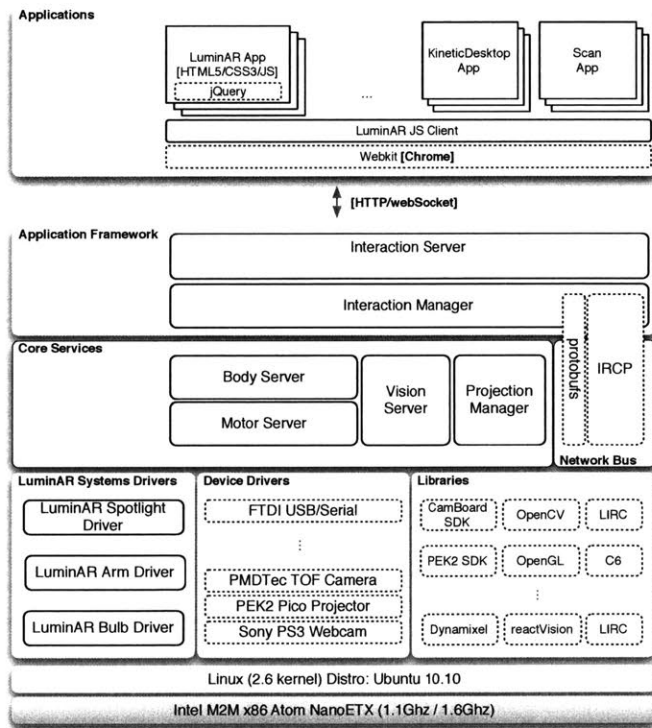 Applications
LuminAR App
[HTML5/CSS3/JS]
jQuery
...
KineticDesktop
App
Scan
App
LuminAR JS Client
Webkit [Chrome]
[HTTP/webSocket]
Application Framework
Interaction Server
Interaction Manager
protobufs
IRCP
Core Services
Body Server
Motor Server
Vision
Server
Projection
Manager
Network Bus
LuminAR Systems Drivers
LuminAR Spotlight
Driver
LuminAR Arm Driver
LuminAR Bulb Driver
Device Drivers
FTDI USB/Serial
...
PMDTec TOF Camera
PEK2 Pico Projector
Sony PS3 Webcam
Libraries
CamBoard
SDK
OpenCV
LIRC
PEK2 SDK
OpenGL
C6
...
Dynamixel
reactVision
LIRC
Linux (2.6 kernel) Distro: Ubuntu 10.10
Intel M2M x86 Atom NanoETX (1.1Ghz / 1.6Ghz)